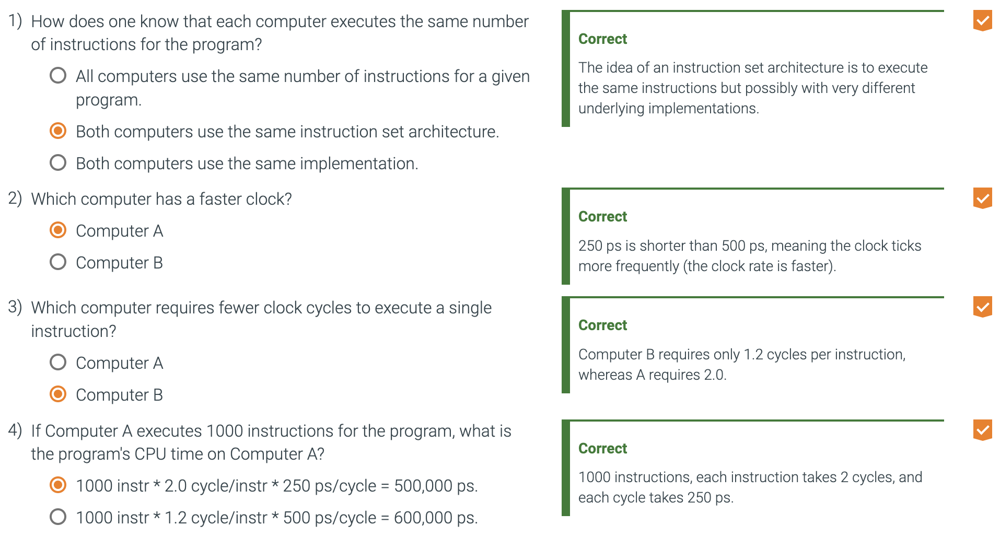 1) How does one know that each computer executes the same number
of instructions for the program?
All computers use the same number of instructions for a given
program.
Both computers use the same instruction set architecture.
Both computers use the same implementation.
Correct
The idea of an instruction set architecture is to execute
the same instructions but possibly with very different
underlying implementations.
2) Which computer has a faster clock?
Computer A
Computer B
Correct
250 ps is shorter than 500 ps, meaning the clock ticks
more frequently (the clock rate is faster).
3) Which computer requires fewer clock cycles to execute a single
instruction?
Computer A
Computer B
Correct
Computer B requires only 1.2 cycles per instruction,
whereas A requires 2.0.
4) If Computer A executes 1000 instructions for the program, what is
the program's CPU time on Computer A?
1000 instr * 2.0 cycle/instr * 250 ps/cycle = 500,000 ps.
1000 instr * 1.2 cycle/instr * 500 ps/cycle = 600,000 ps.
Correct
1000 instructions, each instruction takes 2 cycles, and
each cycle takes 250 ps.